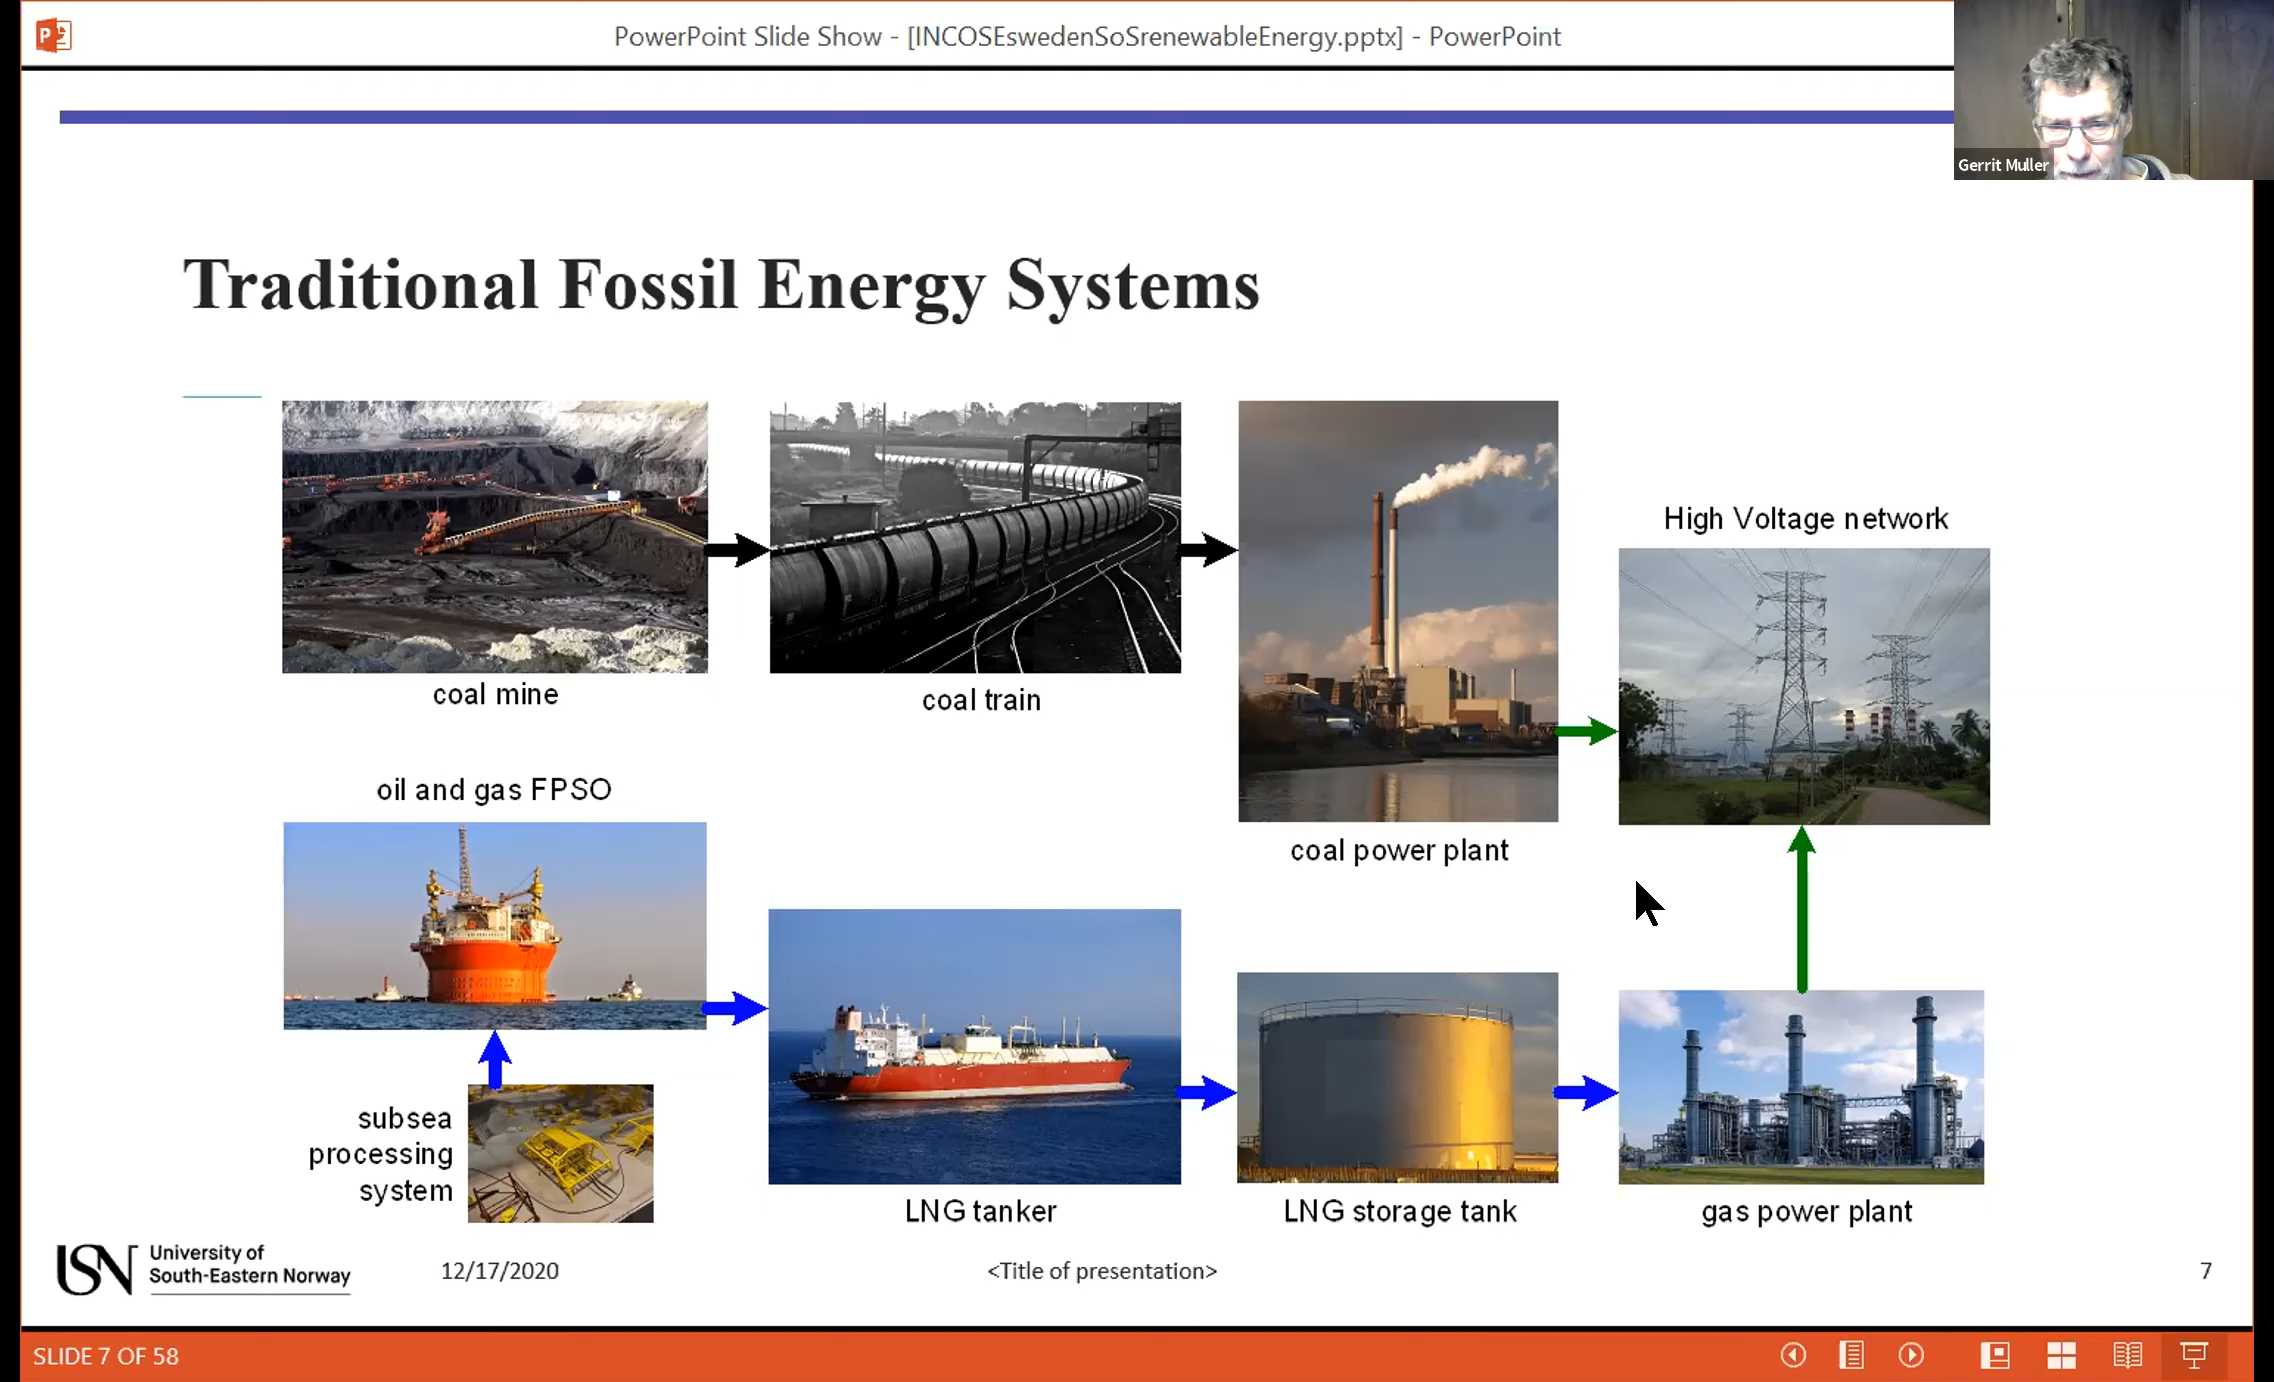 PowerPoint Slide Show - [INCOSEswedenSoSrenewableEnergy.pptx] - PowerPoint
Gerrit Muller
Traditional Fossil Energy Systems
High Voltage network
coal mine
coal train
oil and gas FPSO
coal power plant
subsea
processing
system
LNG tanker
LNG storage tank
gas power plant
USN
University of
South-Eastern Norway
12/17/2020
<Title of presentation>
7
SLIDE 7 OF 58